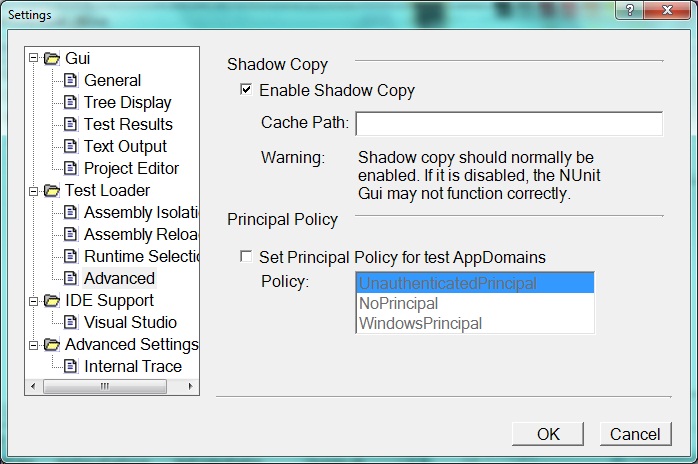 Settings
Gui
General
Tree Display
Test Results
Text Output
Project Editor
Test Loader
Assembly Isolati
Assembly Reloa
Runtime Selectio
Advanced
IDE Support
Visual Studio
Advanced Settings
Internal Trace
Shadow Copy
Enable Shadow Copy
Cache Path:
Warning: Shadow copy should normally be
enabled. If it is disabled, the NUnit
Gui may not function correctly.
Principal Policy
Set Principal Policy for test AppDomains
Policy: UnauthenticatedPrincipal
NoPrincipal
WindowsPrincipal
OK Cancel